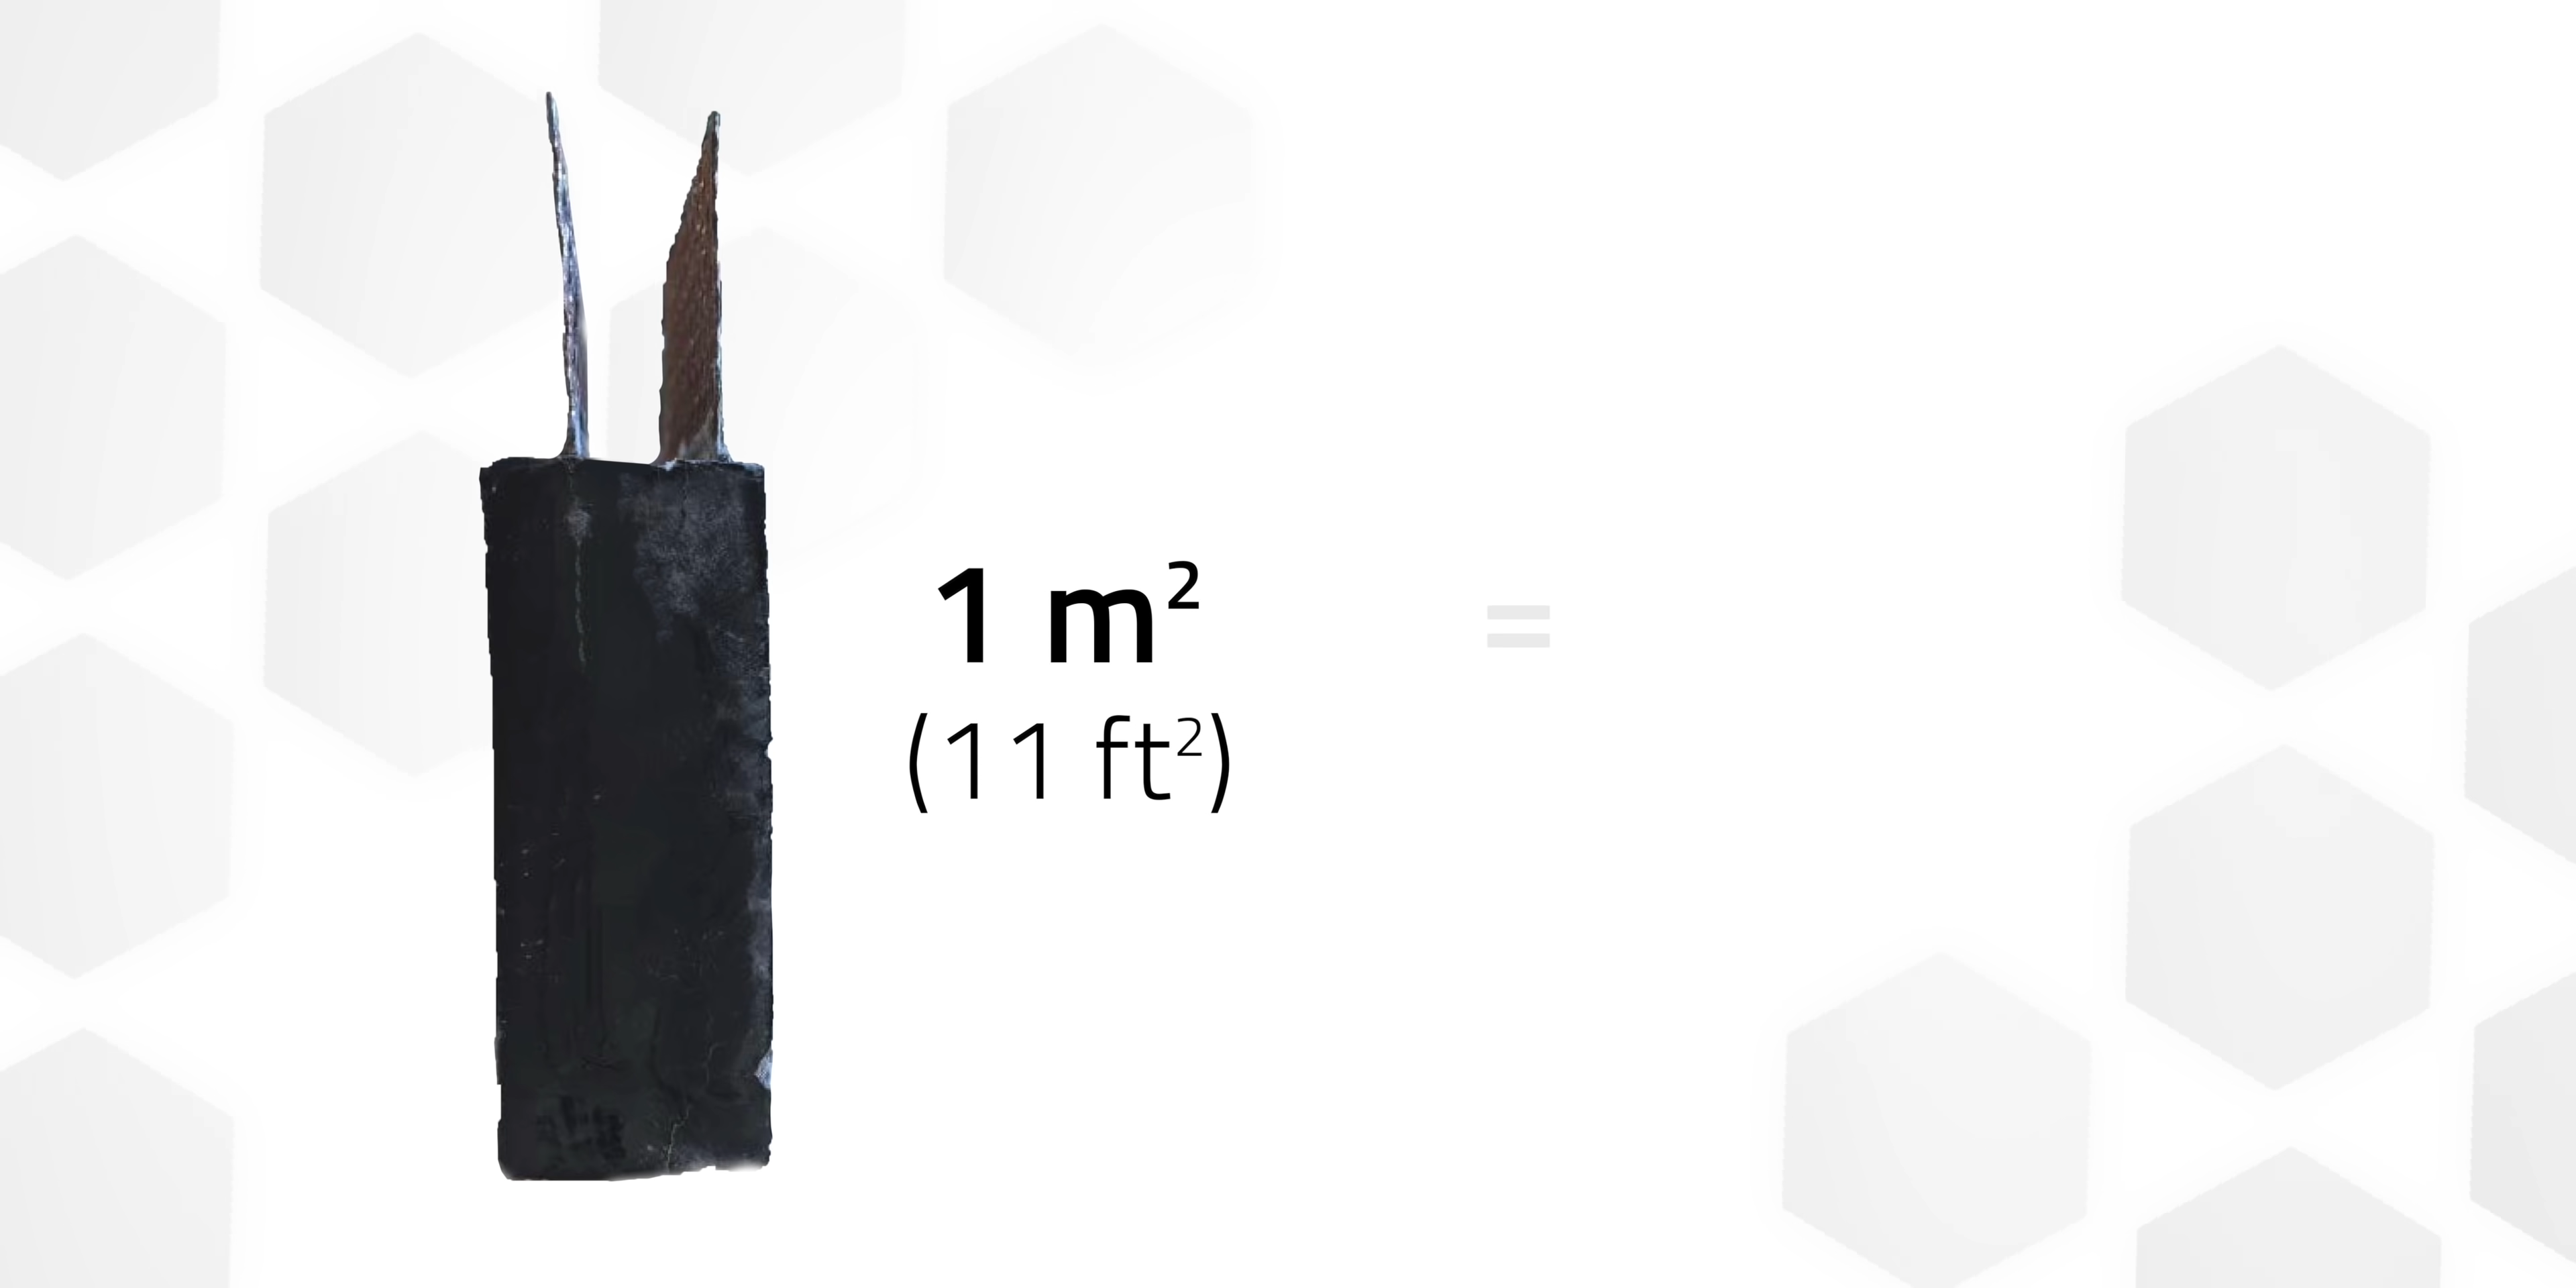 1 m²
(11 ft²)
=